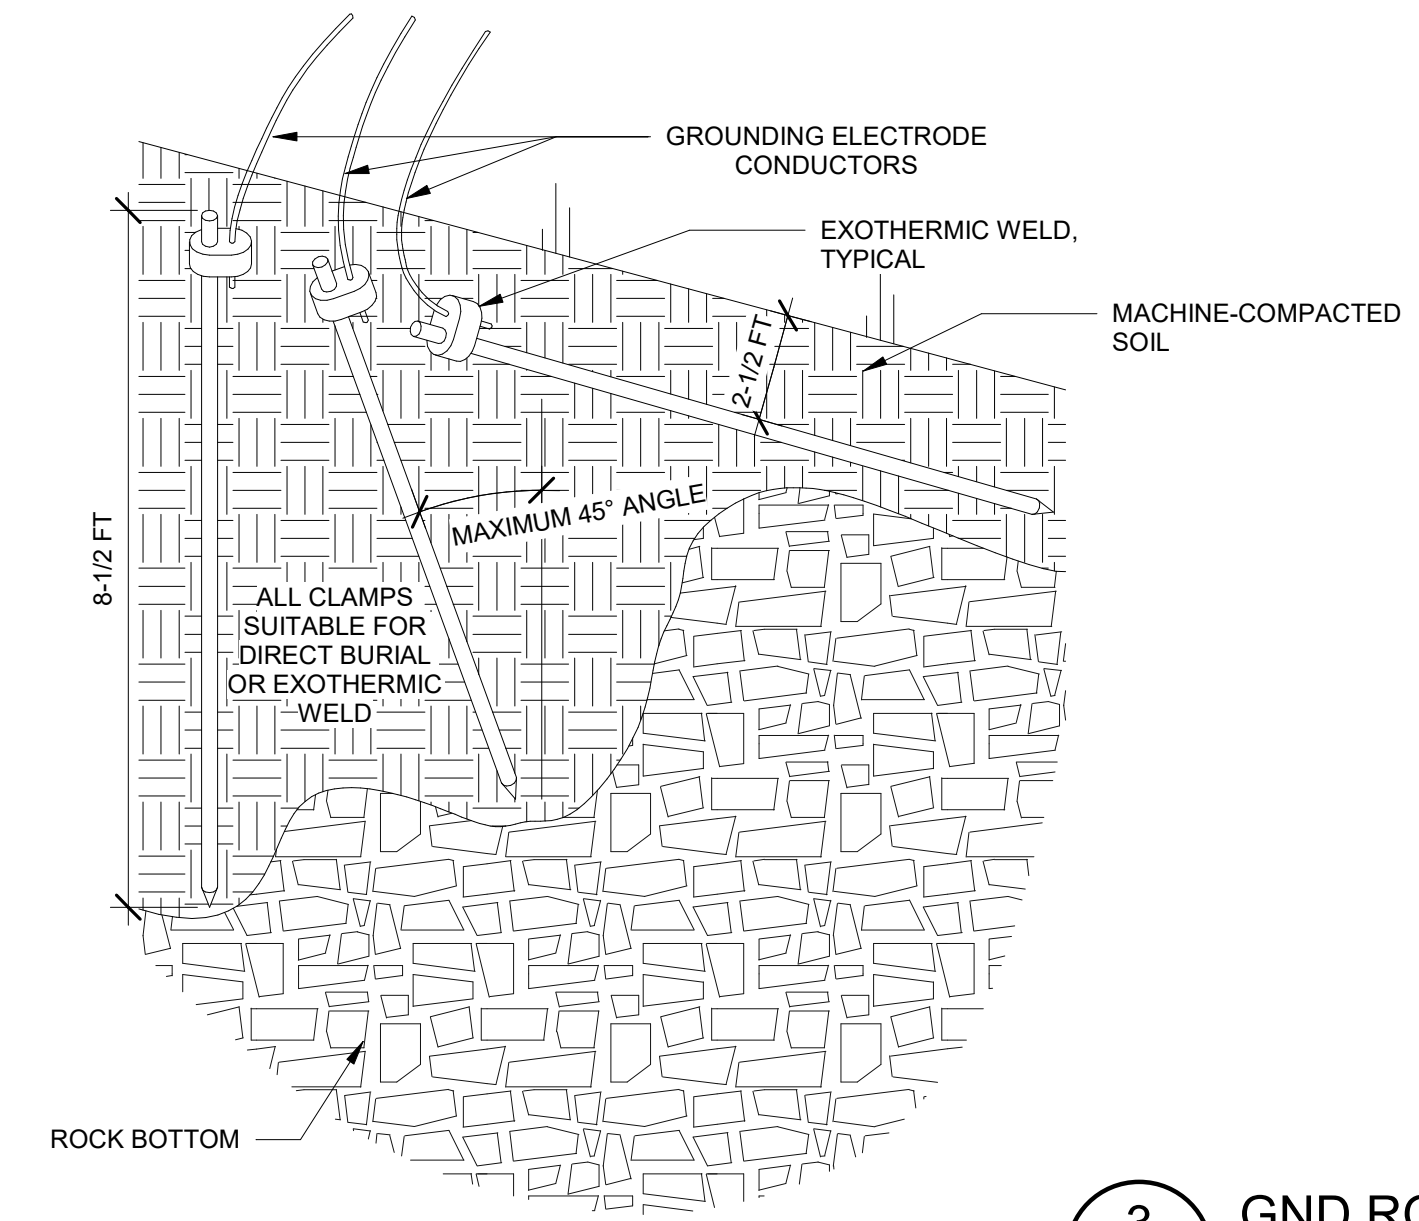 GROUNDING ELECTRODE
CONDUCTORS
EXOTHERMIC WELD,
TYPICAL
MACHINE-COMPACTED
SOIL
2-1/2 FT
MAXIMUM 45° ANGLE
8-1/2 FT
ALL CLAMPS
SUITABLE FOR
DIRECT BURIAL
OR EXOTHERMIC
WELD
ROCK BOTTOM
3
GND